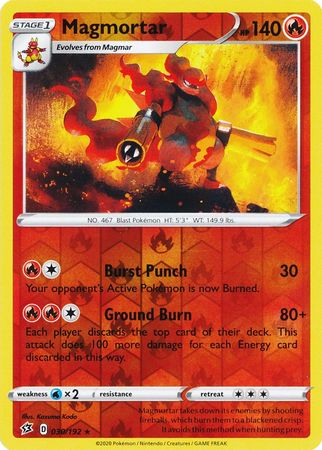 STAGE 1
Magmortar
HP 140
Evolves from Magmar
NO. 467 Blast Pokémon HT: 5'3" WT: 149.9 lbs.
Burst Punch 30
Your opponent's Active Pokémon is now Burned.
Ground Burn 80+
Each player discards the top card of their deck. This
attack does 100 more damage for each Energy card
discarded in this way.
weakness ×2 resistance retreat
Illus. Kazuma Koda
D 030/192 ★
Magmortar takes down its enemies by shooting
fireballs, which burn them to a blackened crisp.
It avoids this method when hunting prey.
©2020 Pokémon / Nintendo / Creatures / GAME FREAK